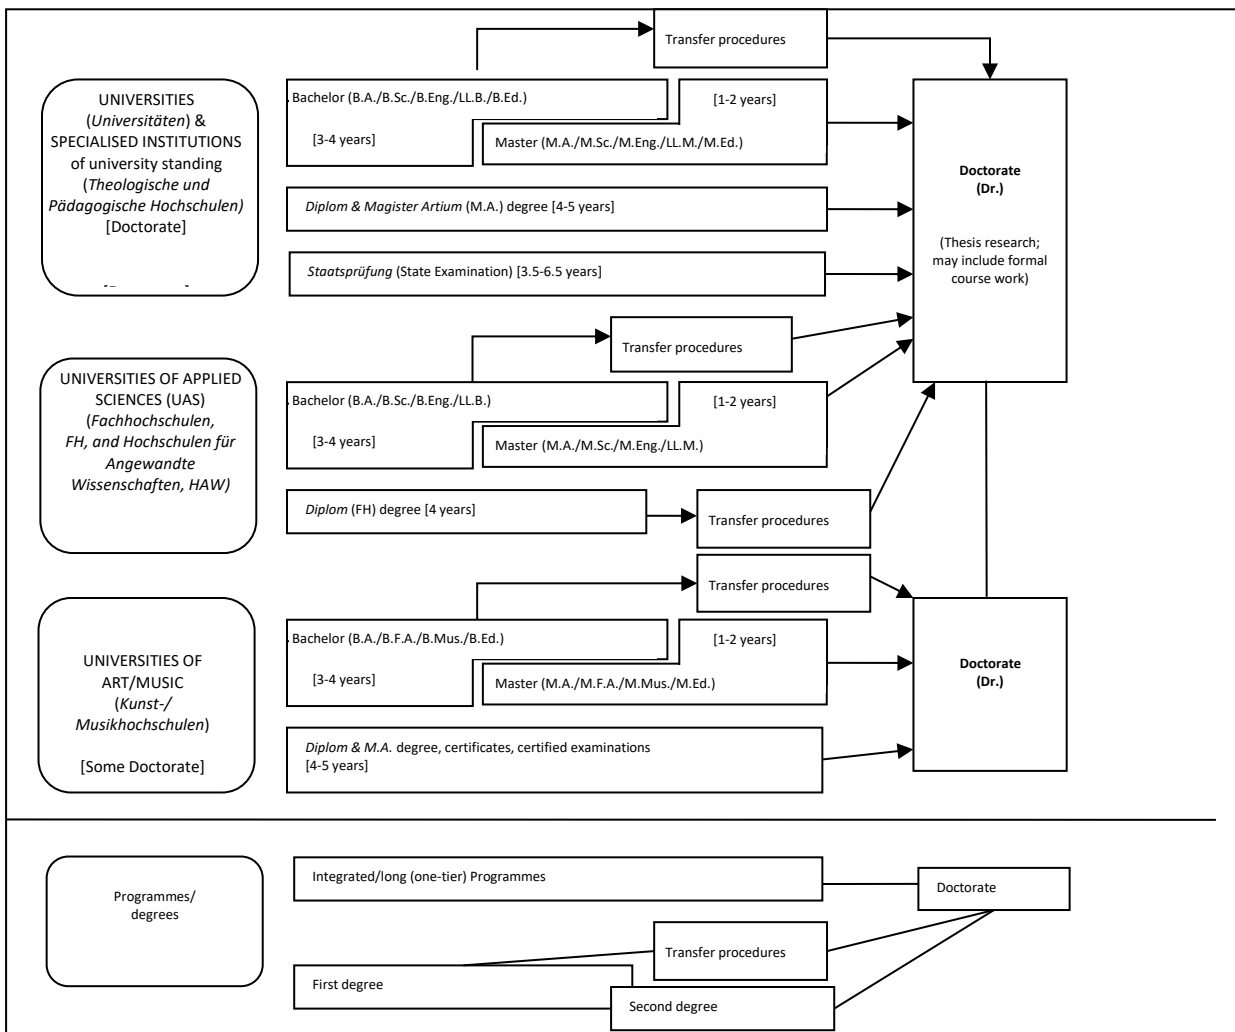 Transfer procedures
UNIVERSITIES
(Universitäten) &
SPECIALISED INSTITUTIONS
of university standing
(Theologische und
Pädagogische Hochschulen)
[Doctorate]
Bachelor (B.A./B.Sc./B.Eng./LL.B./B.Ed.)
[3-4 years]
[1-2 years]
Master (M.A./M.Sc./M.Eng./LL.M./M.Ed.)
Diplom & Magister Artium (M.A.) degree [4-5 years]
Staatsprüfung (State Examination) [3.5-6.5 years]
Doctorate
(Dr.)
(Thesis research;
may include formal
course work)
Transfer procedures
UNIVERSITIES OF APPLIED
SCIENCES (UAS)
(Fachhochschulen,
FH, and Hochschulen für
Angewandte
Wissenschaften, HAW)
Bachelor (B.A./B.Sc./B.Eng./LL.B.)
[3-4 years]
[1-2 years]
Master (M.A./M.Sc./M.Eng./LL.M.)
Diplom (FH) degree [4 years]
Transfer procedures
Transfer procedures
UNIVERSITIES OF
ART/MUSIC
(Kunst-/
Musikhochschulen)
[Some Doctorate]
Bachelor (B.A./B.F.A./B.Mus./B.Ed.)
[3-4 years]
[1-2 years]
Master (M.A./M.F.A./M.Mus./M.Ed.)
Diplom & M.A. degree, certificates, certified examinations
[4-5 years]
Doctorate
(Dr.)
Programmes/
degrees
Integrated/long (one-tier) Programmes
Doctorate
Transfer procedures
First degree
Second degree